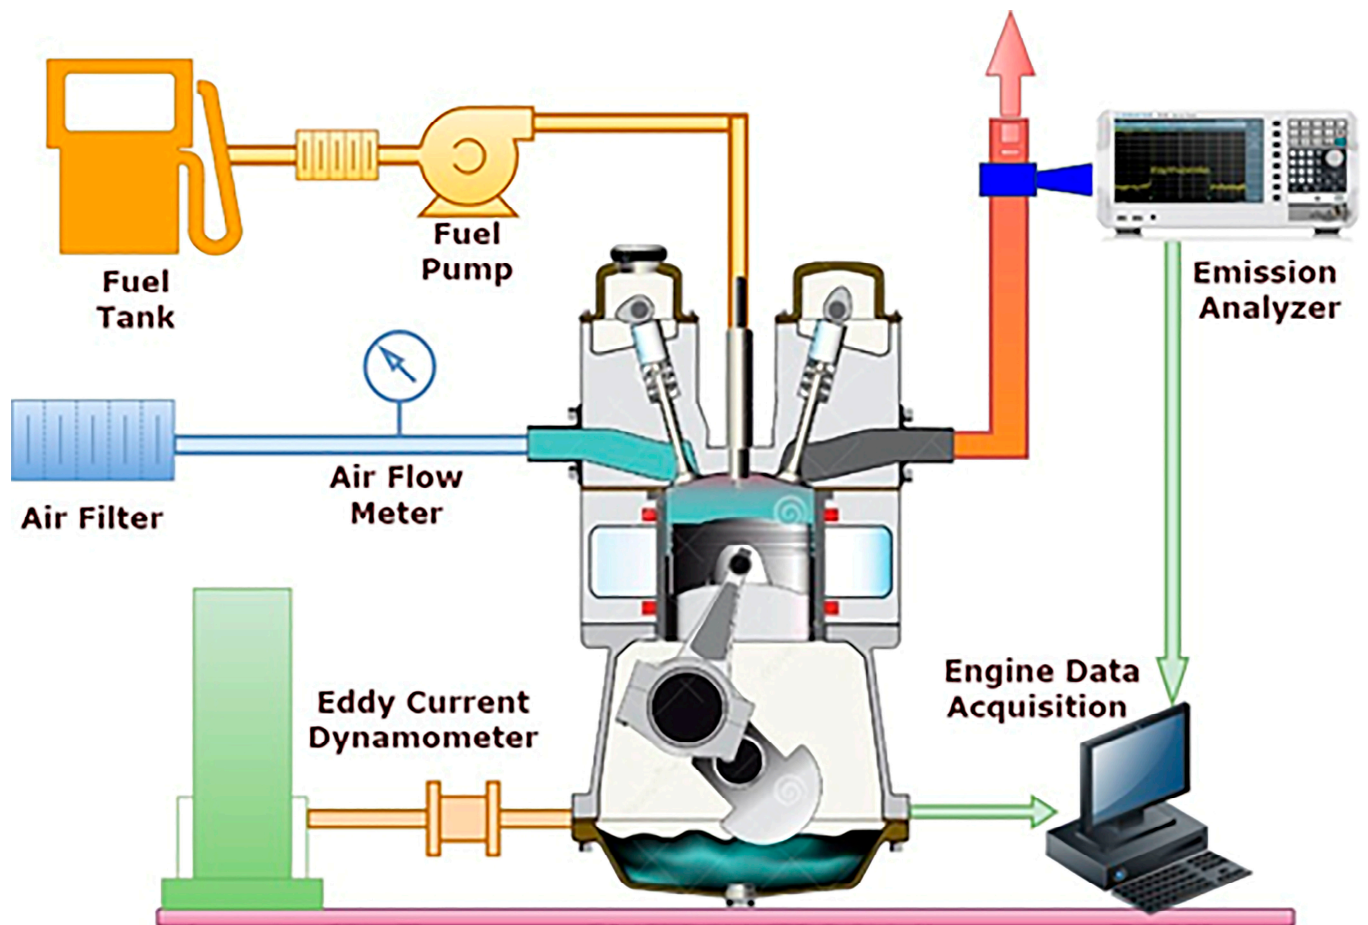 Fuel
Tank
Fuel
Pump
Emission
Analyzer
Air Filter
Air Flow
Meter
Eddy Current
Dynamometer
Engine Data
Acquisition